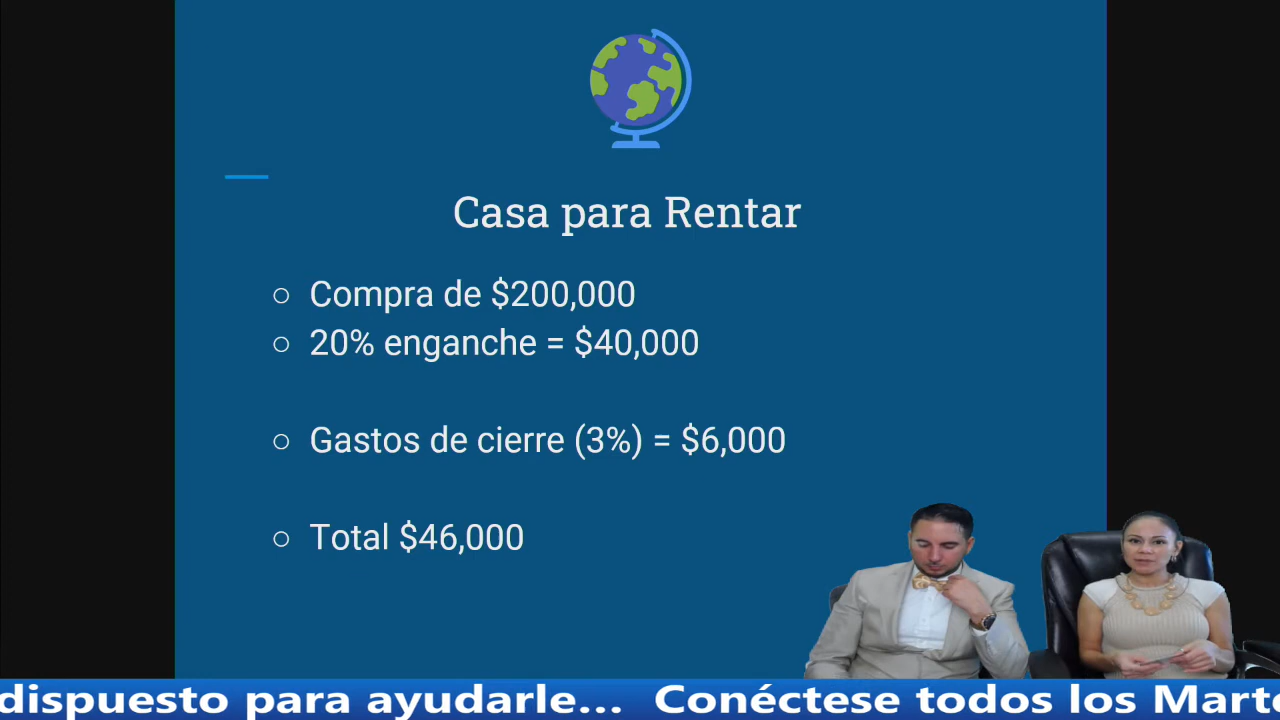 Casa para Rentar
○ Compra de $200,000
○ 20% enganche = $40,000
○ Gastos de cierre (3%) = $6,000
○ Total $46,000
dispuesto para ayudarle... Conéctese todos los